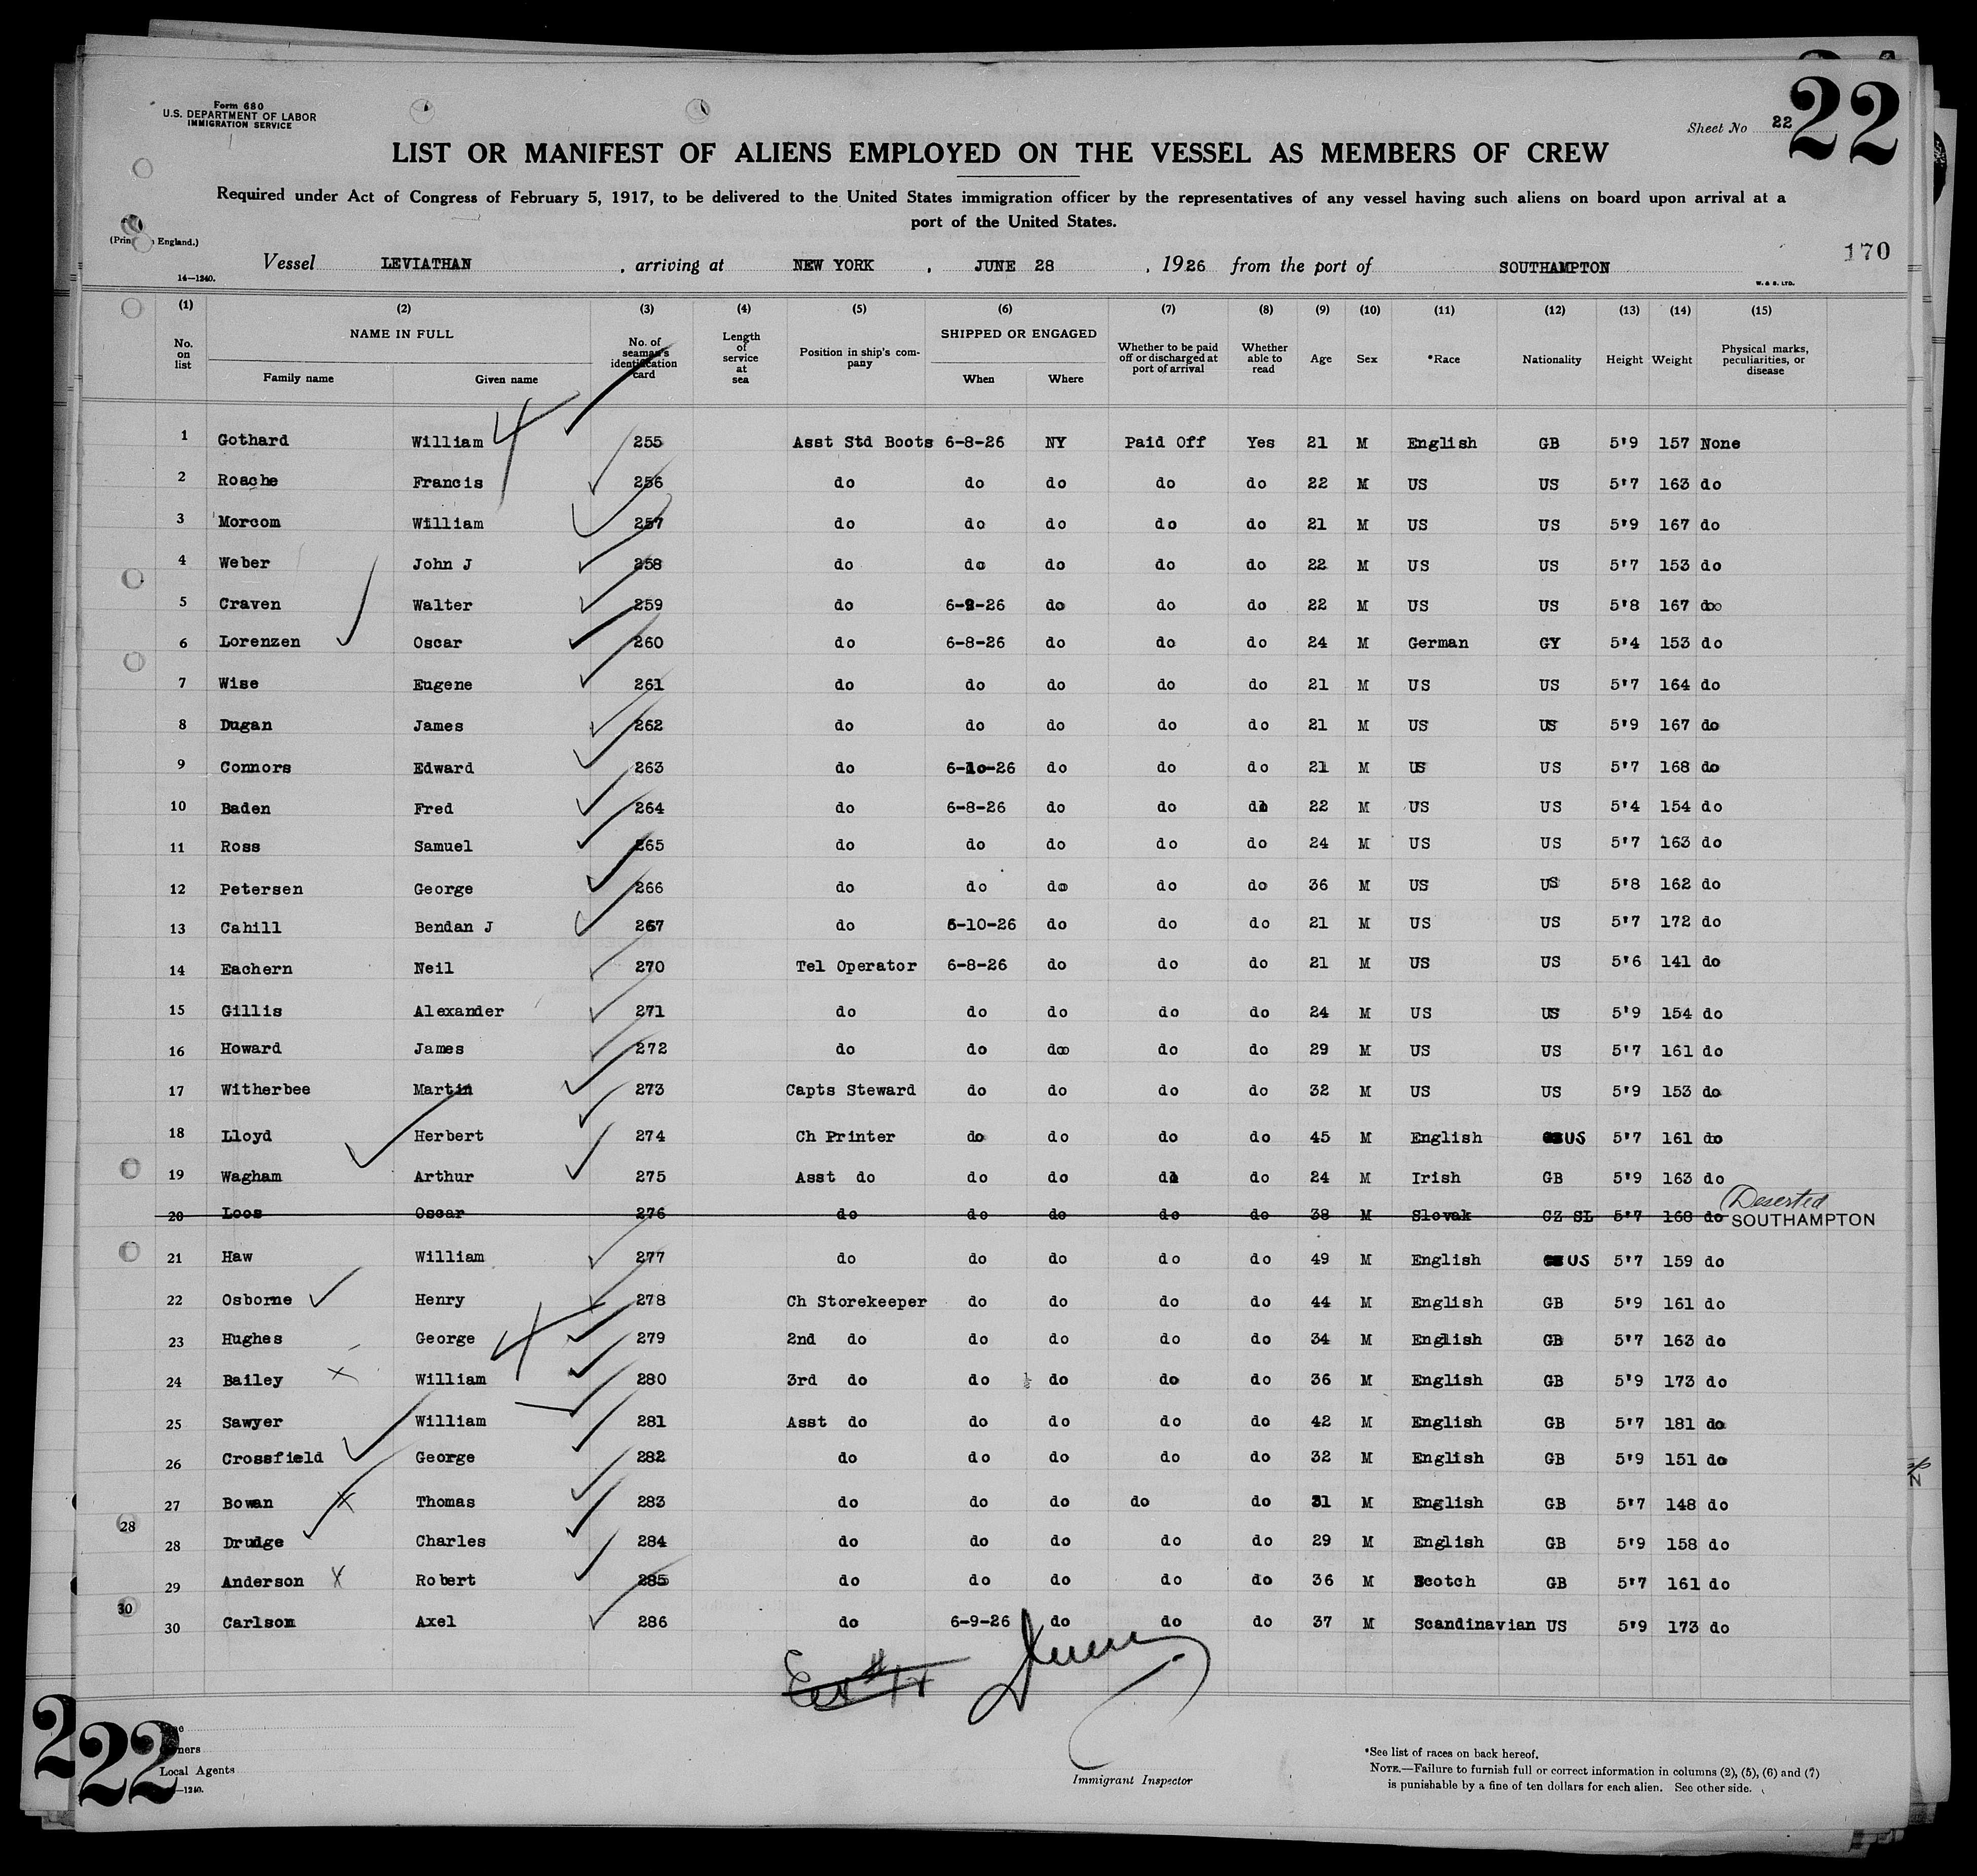 Form 680
U.S. DEPARTMENT OF LABOR
IMMIGRATION SERVICE
Sheet No 22
22
LIST OR MANIFEST OF ALIENS EMPLOYED ON THE VESSEL AS MEMBERS OF CREW
Required under Act of Congress of February 5, 1917, to be delivered to the United States immigration officer by the representatives of any vessel having such aliens on board upon arrival at a
port of the United States.
England.)
170
Vessel LEVIATHAN , arriving at NEW YORK , JUNE 28 , 1926 from the port of SOUTHAMPTON
14—1240. W. & S. LTD.
(1) (2) (3) (4) (5) (6) (7) (8) (9) (10) (11) (12) (13) (14) (15)
No. on list NAME IN FULL Family name Given name No. of seaman's identification card Length of service at sea Position in ship's company SHIPPED OR ENGAGED When Where Whether to be paid off or discharged at port of arrival Whether able to read Age Sex *Race Nationality Height Weight Physical marks, peculiarities, or disease
1 Gothard William 4 255 Asst Std Boots 6-8-26 NY Paid Off Yes 21 M English GB 5'9 157 None
2 Roache Francis 256 do do do do do 22 M US US 5'7 163 do
3 Morcom William 257 do do do do do 21 M US US 5'9 167 do
4 Weber John J 258 do do do do do 22 M US US 5'7 153 do
5 Craven Walter 259 do 6-9-26 do do do 22 M US US 5'8 167 do
6 Lorenzen Oscar 260 do 6-8-26 do do do 24 M German GY 5'4 153 do
7 Wise Eugene 261 do do do do do 21 M US US 5'7 164 do
8 Dugan James 262 do do do do do 21 M US US 5'9 167 do
9 Connors Edward 263 do 6-10-26 do do do 21 M US US 5'7 168 do
10 Baden Fred 264 do 6-8-26 do do do 22 M US US 5'4 154 do
11 Ross Samuel 265 do do do do do 24 M US US 5'7 163 do
12 Petersen George 266 do do do do do 36 M US US 5'8 162 do
13 Cahill Bendan J 267 do 6-10-26 do do do 21 M US US 5'7 172 do
14 Eachern Neil 270 Tel Operator 6-8-26 do do do 21 M US US 5'6 141 do
15 Gillis Alexander 271 do do do do do 24 M US US 5'9 154 do
16 Howard James 272 do do do do do 29 M US US 5'7 161 do
17 Witherbee Martin 273 Capts Steward do do do do 32 M US US 5'9 153 do
18 Lloyd Herbert 274 Ch Printer do do do do 45 M English US 5'7 161 do
19 Wagham Arthur 275 Asst do do do do do 24 M Irish GB 5'9 163 do
20 Loos Oscar 276 do do do do do 38 M Slovak CZ SL 5'7 168 do Deserted SOUTHAMPTON
21 Haw William 277 do do do do do 49 M English US 5'7 159 do
22 Osborne Henry 278 Ch Storekeeper do do do do 44 M English GB 5'9 161 do
23 Hughes George 4 279 2nd do do do do do 34 M English GB 5'7 163 do
24 Bailey William 280 3rd do do do do do 36 M English GB 5'9 173 do
25 Sawyer William 281 Asst do do do do do 42 M English GB 5'7 181 do
26 Crossfield George 282 do do do do do 32 M English GB 5'9 151 do
27 Bowan Thomas 283 do do do do do 31 M English GB 5'7 148 do
28
28 Drudge Charles 284 do do do do do 29 M English GB 5'9 158 do
29 Anderson Robert 285 do do do do do 36 M Scotch GB 5'7 161 do
30
30 Carlsom Axel 286 do 6-9-26 do do do 37 M Scandinavian US 5'9 173 do
22
Local Agents
—1240.
Immigrant Inspector
*See list of races on back hereof.
NOTE.—Failure to furnish full or correct information in columns (2), (5), (6) and (7)
is punishable by a fine of ten dollars for each alien. See other side.